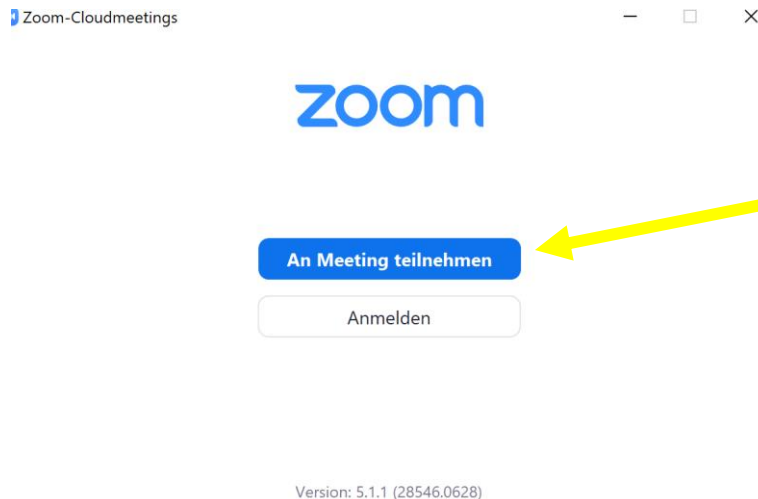 Zoom-Cloudmeetings
zoom
An Meeting teilnehmen
Anmelden
Version: 5.1.1 (28546.0628)